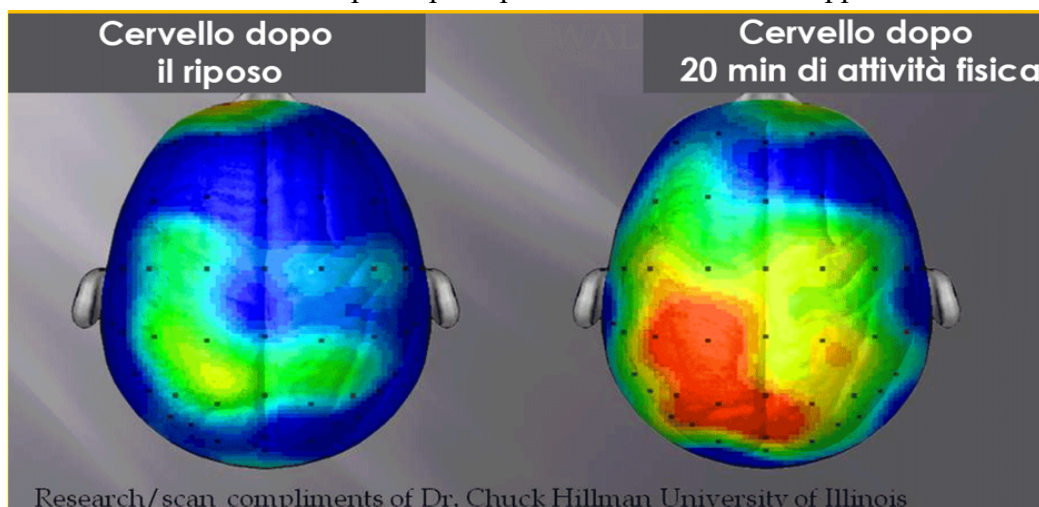 Cervello dopo
il riposo
Cervello dopo
20 min di attività fisica
WAL
Research/scan compliments of Dr. Chuck Hillman University of Illinois